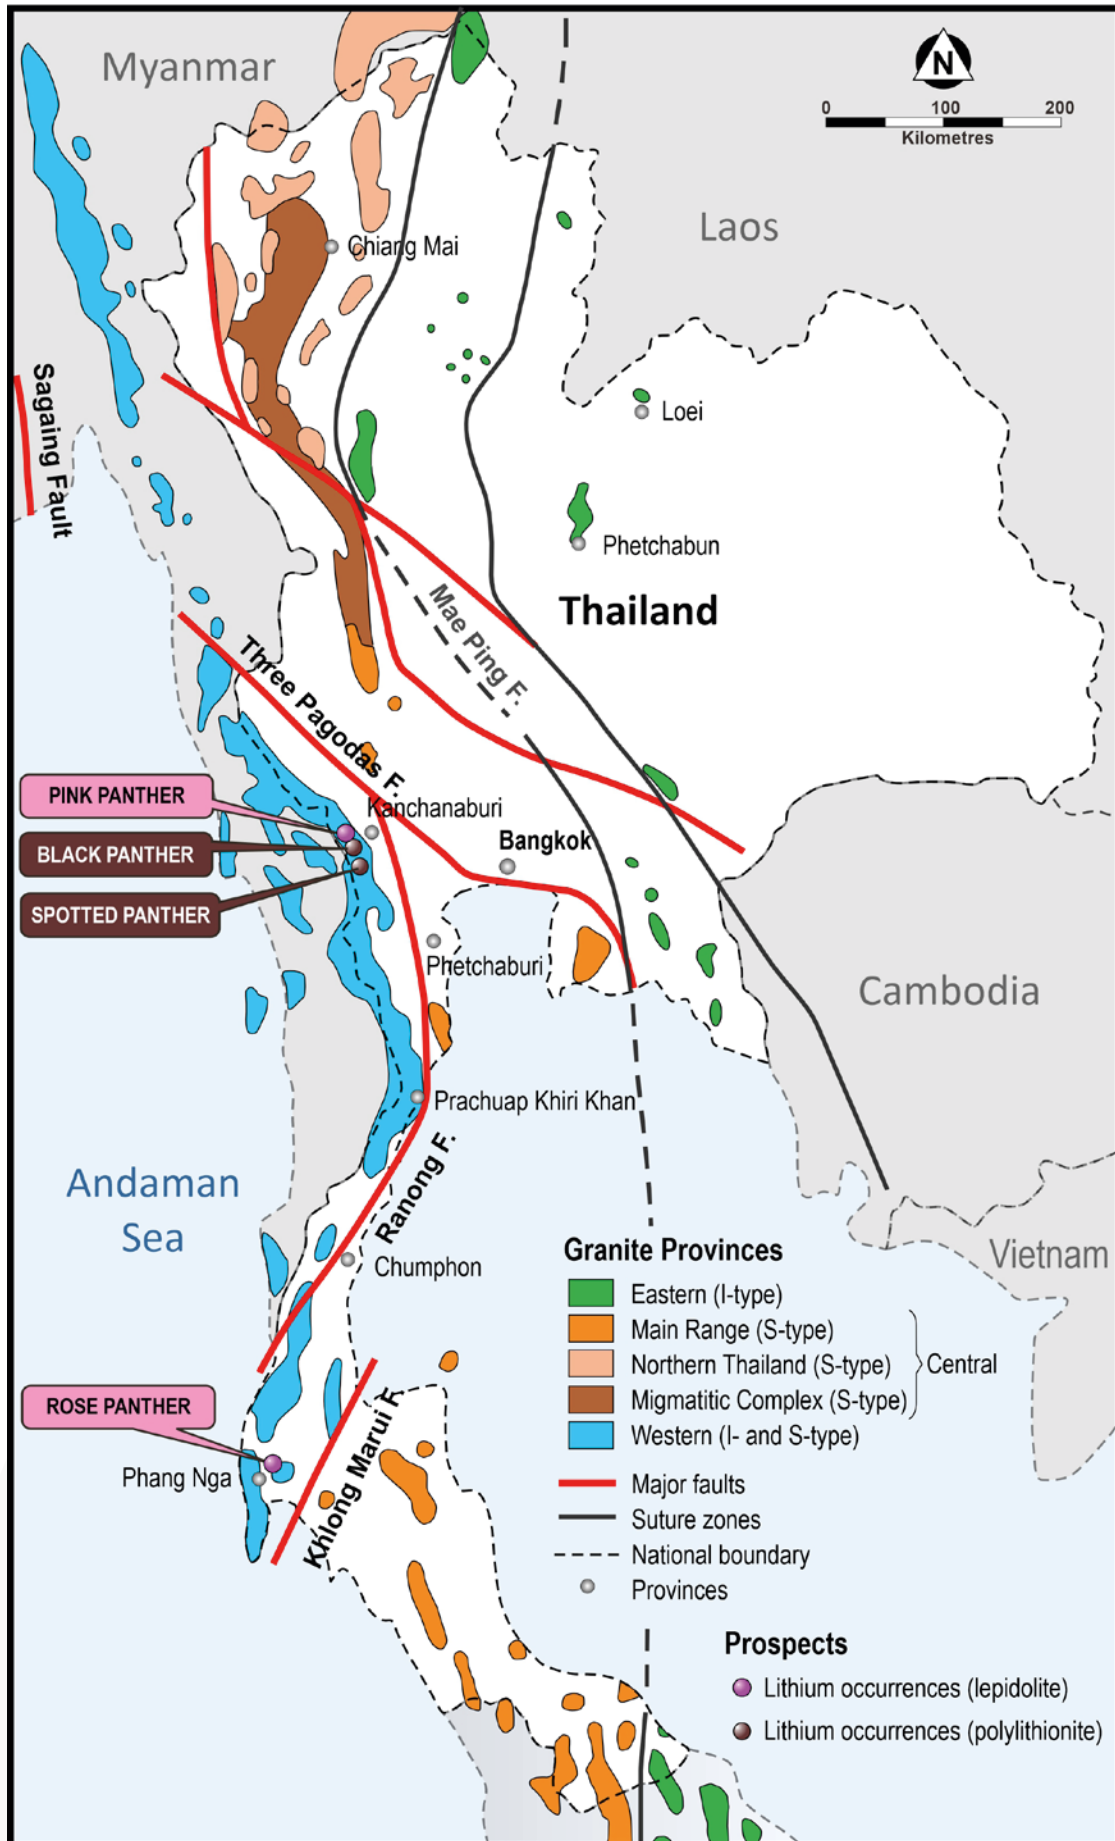 Myanmar
N
0 100 200
Kilometres
Laos
Chiang Mai
Sagaing Fault
Loei
Phetchabun
Thailand
Mae Ping F.
Three Pagodas F.
PINK PANTHER
Kanchanaburi
BLACK PANTHER
Bangkok
SPOTTED PANTHER
Phetchaburi
Cambodia
Prachuap Khiri Khan
Andaman
Sea
Ranong F.
Chumphon
Vietnam
ROSE PANTHER
Phang Nga
Khlong Marui F.
Granite Provinces
Eastern (I-type)
Main Range (S-type)
Northern Thailand (S-type)
Central
Migmatitic Complex (S-type)
Western (I- and S-type)
Major faults
Suture zones
National boundary
Provinces
Prospects
Lithium occurrences (lepidolite)
Lithium occurrences (polylithionite)